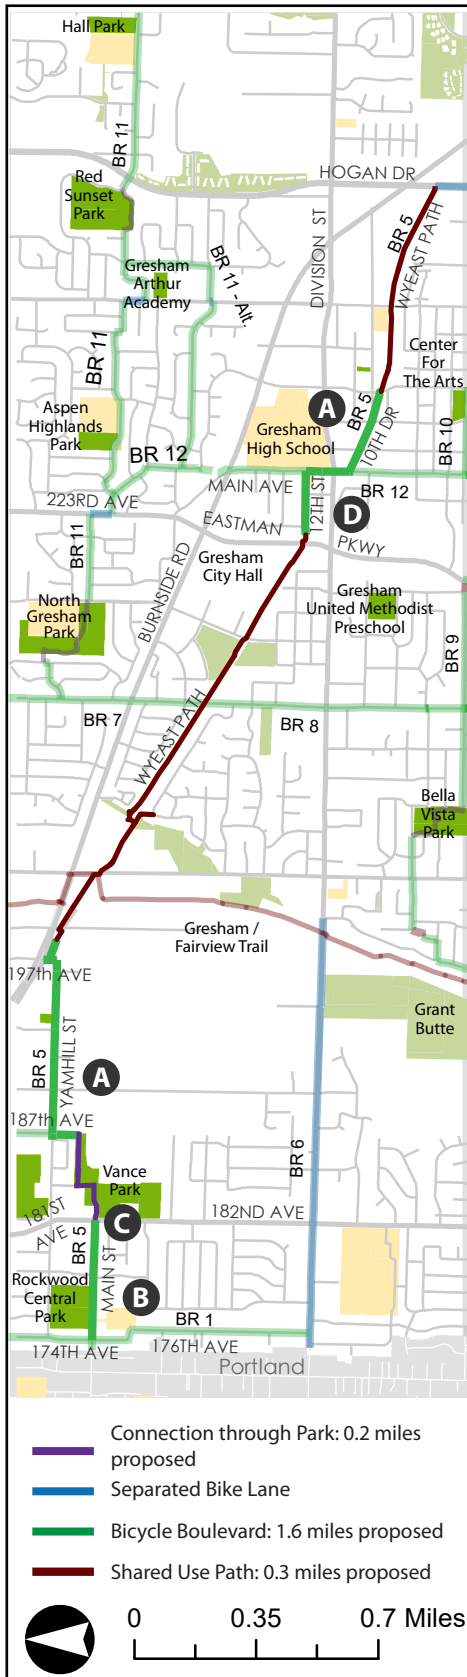 Hall Park
BR 11
HOGAN DR
Red
Sunset
Park
BR 5
WYEAST PATH
DIVISION ST
Gresham
Arthur
Academy
BR 11 - Alt.
BR 11
Center
For
The Arts
A
BR 5
10TH DR
Aspen
Highlands
Park
Gresham
High School
BR 10
BR 12
MAIN AVE
BR 12
223RD AVE
12TH ST
D
EASTMAN
PKWY
BR 11
BURNSIDE RD
Gresham
City Hall
North
Gresham
Park
Gresham
United Methodist
Preschool
BR 9
WYEAST PATH
BR 7
BR 8
Bella
Vista
Park
Gresham /
Fairview Trail
197th AVE
Grant
Butte
BR 5
YAMHILL ST
A
187th AVE
BR 6
Vance
Park
181ST
AVE
182ND AVE
C
BR 5
MAIN ST
Rockwood
Central
Park
B
BR 1
174TH AVE
176TH AVE
Portland
Connection through Park: 0.2 miles
proposed
Separated Bike Lane
Bicycle Boulevard: 1.6 miles proposed
Shared Use Path: 0.3 miles proposed
0 0.35 0.7 Miles